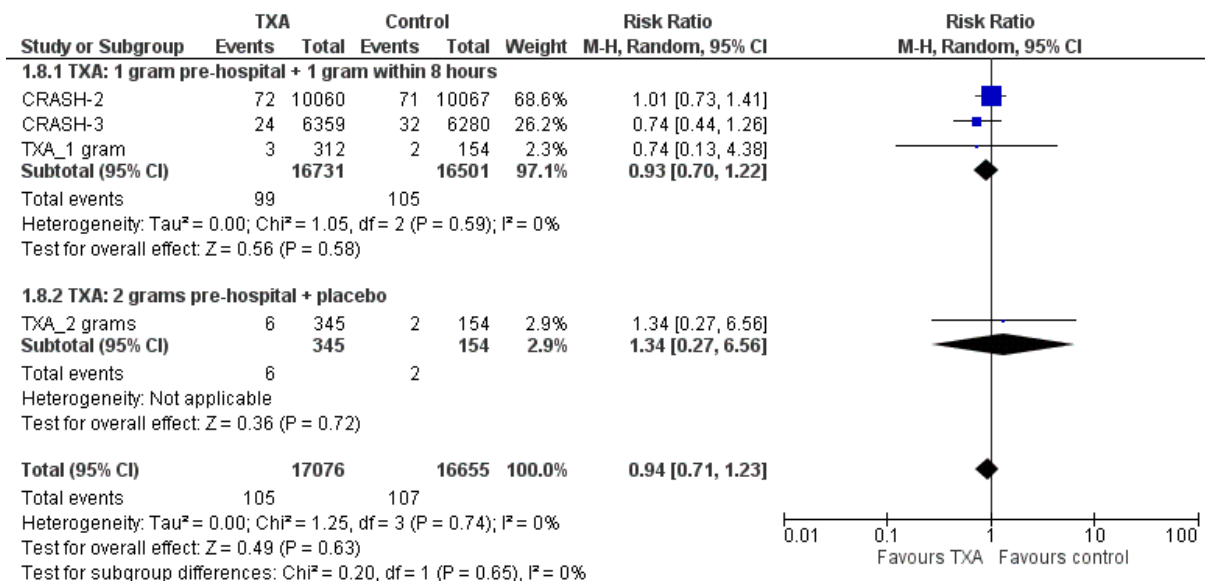 TXA Control Risk Ratio Risk Ratio
Study or Subgroup Events Total Events Total Weight M-H, Random, 95% CI M-H, Random, 95% CI
1.8.1 TXA: 1 gram pre-hospital + 1 gram within 8 hours
CRASH-2 72 10060 71 10067 68.6% 1.01 [0.73, 1.41]
CRASH-3 24 6359 32 6280 26.2% 0.74 [0.44, 1.26]
TXA_1 gram 3 312 2 154 2.3% 0.74 [0.13, 4.38]
Subtotal (95% CI) 16731 16501 97.1% 0.93 [0.70, 1.22]
Total events 99 105
Heterogeneity: Tau² = 0.00; Chi² = 1.05, df = 2 (P = 0.59); I² = 0%
Test for overall effect: Z = 0.56 (P = 0.58)
1.8.2 TXA: 2 grams pre-hospital + placebo
TXA_2 grams 6 345 2 154 2.9% 1.34 [0.27, 6.56]
Subtotal (95% CI) 345 154 2.9% 1.34 [0.27, 6.56]
Total events 6 2
Heterogeneity: Not applicable
Test for overall effect: Z = 0.36 (P = 0.72)
Total (95% CI) 17076 16655 100.0% 0.94 [0.71, 1.23]
Total events 105 107
Heterogeneity: Tau² = 0.00; Chi² = 1.25, df = 3 (P = 0.74); I² = 0%
Test for overall effect: Z = 0.49 (P = 0.63)
Test for subgroup differences: Chi² = 0.20, df = 1 (P = 0.65), I² = 0%
0.01 0.1 1 10 100
Favours TXA Favours control